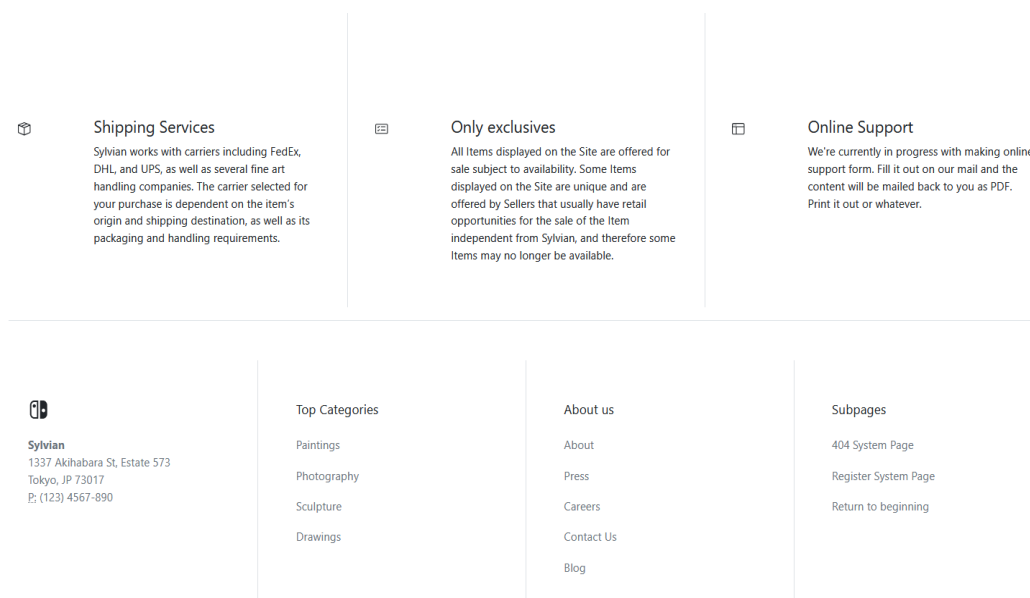 Shipping Services
Sylvian works with carriers including FedEx,
DHL, and UPS, as well as several fine art
handling companies. The carrier selected for
your purchase is dependent on the item's
origin and shipping destination, as well as its
packaging and handling requirements.
Only exclusives
All Items displayed on the Site are offered for
sale subject to availability. Some Items
displayed on the Site are unique and are
offered by Sellers that usually have retail
opportunities for the sale of the Item
independent from Sylvian, and therefore some
Items may no longer be available.
Online Support
We're currently in progress with making online
support form. Fill it out on our mail and the
content will be mailed back to you as PDF.
Print it out or whatever.
Sylvian
1337 Akihabara St, Estate 573
Tokyo, JP 73017
P: (123) 4567-890
Top Categories
Paintings
Photography
Sculpture
Drawings
About us
About
Press
Careers
Contact Us
Blog
Subpages
404 System Page
Register System Page
Return to beginning